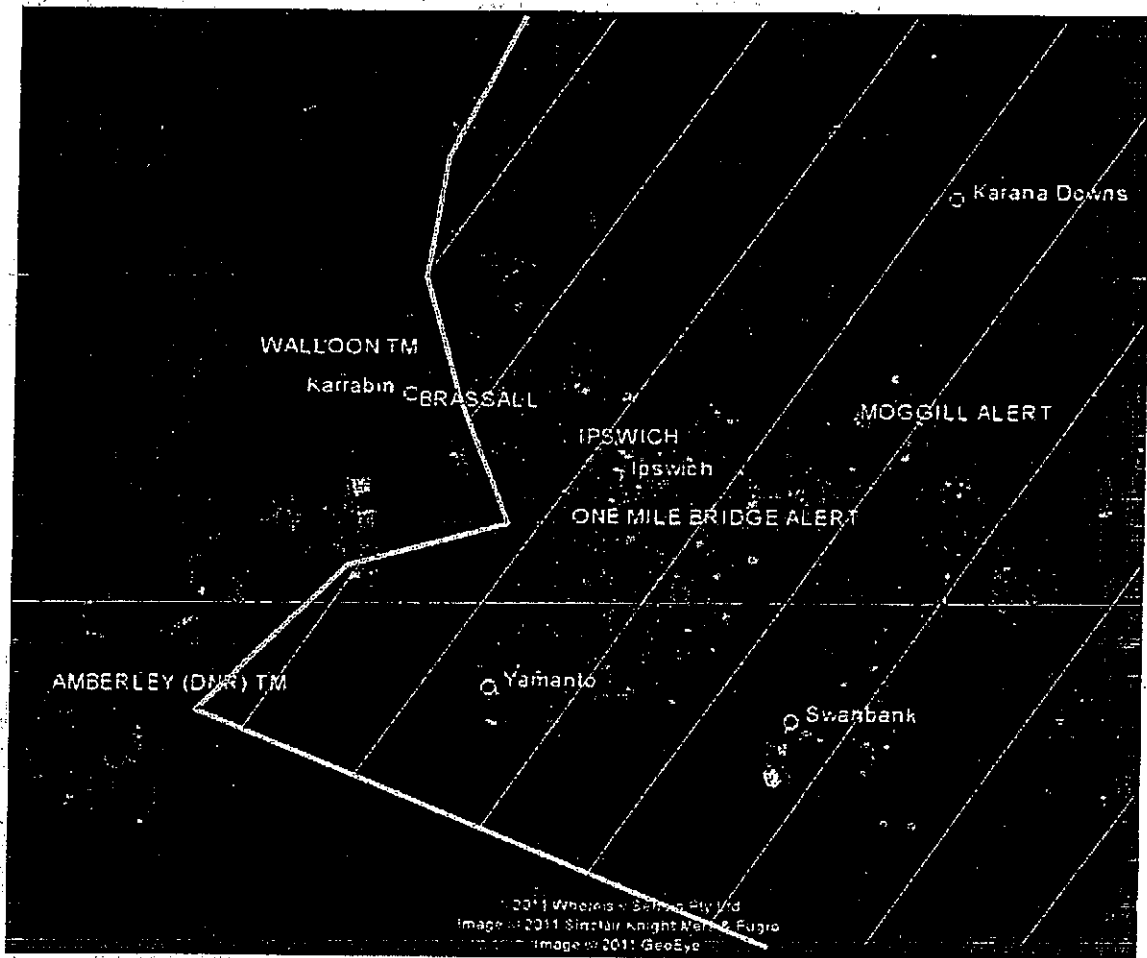 Karana Downs
WALLOON TM
Karrabin
BRASSALL
MOGGILL ALERT
IPSWICH
Ipswich
ONE MILE BRIDGE ALERT
AMBERLEY (DNR) TM
Yamanto
Swanbank
© 2011 Whereis ® Sensis Pty Ltd
Image © 2011 Sinclair Knight Merz & Fugro
Image © 2011 GeoEye